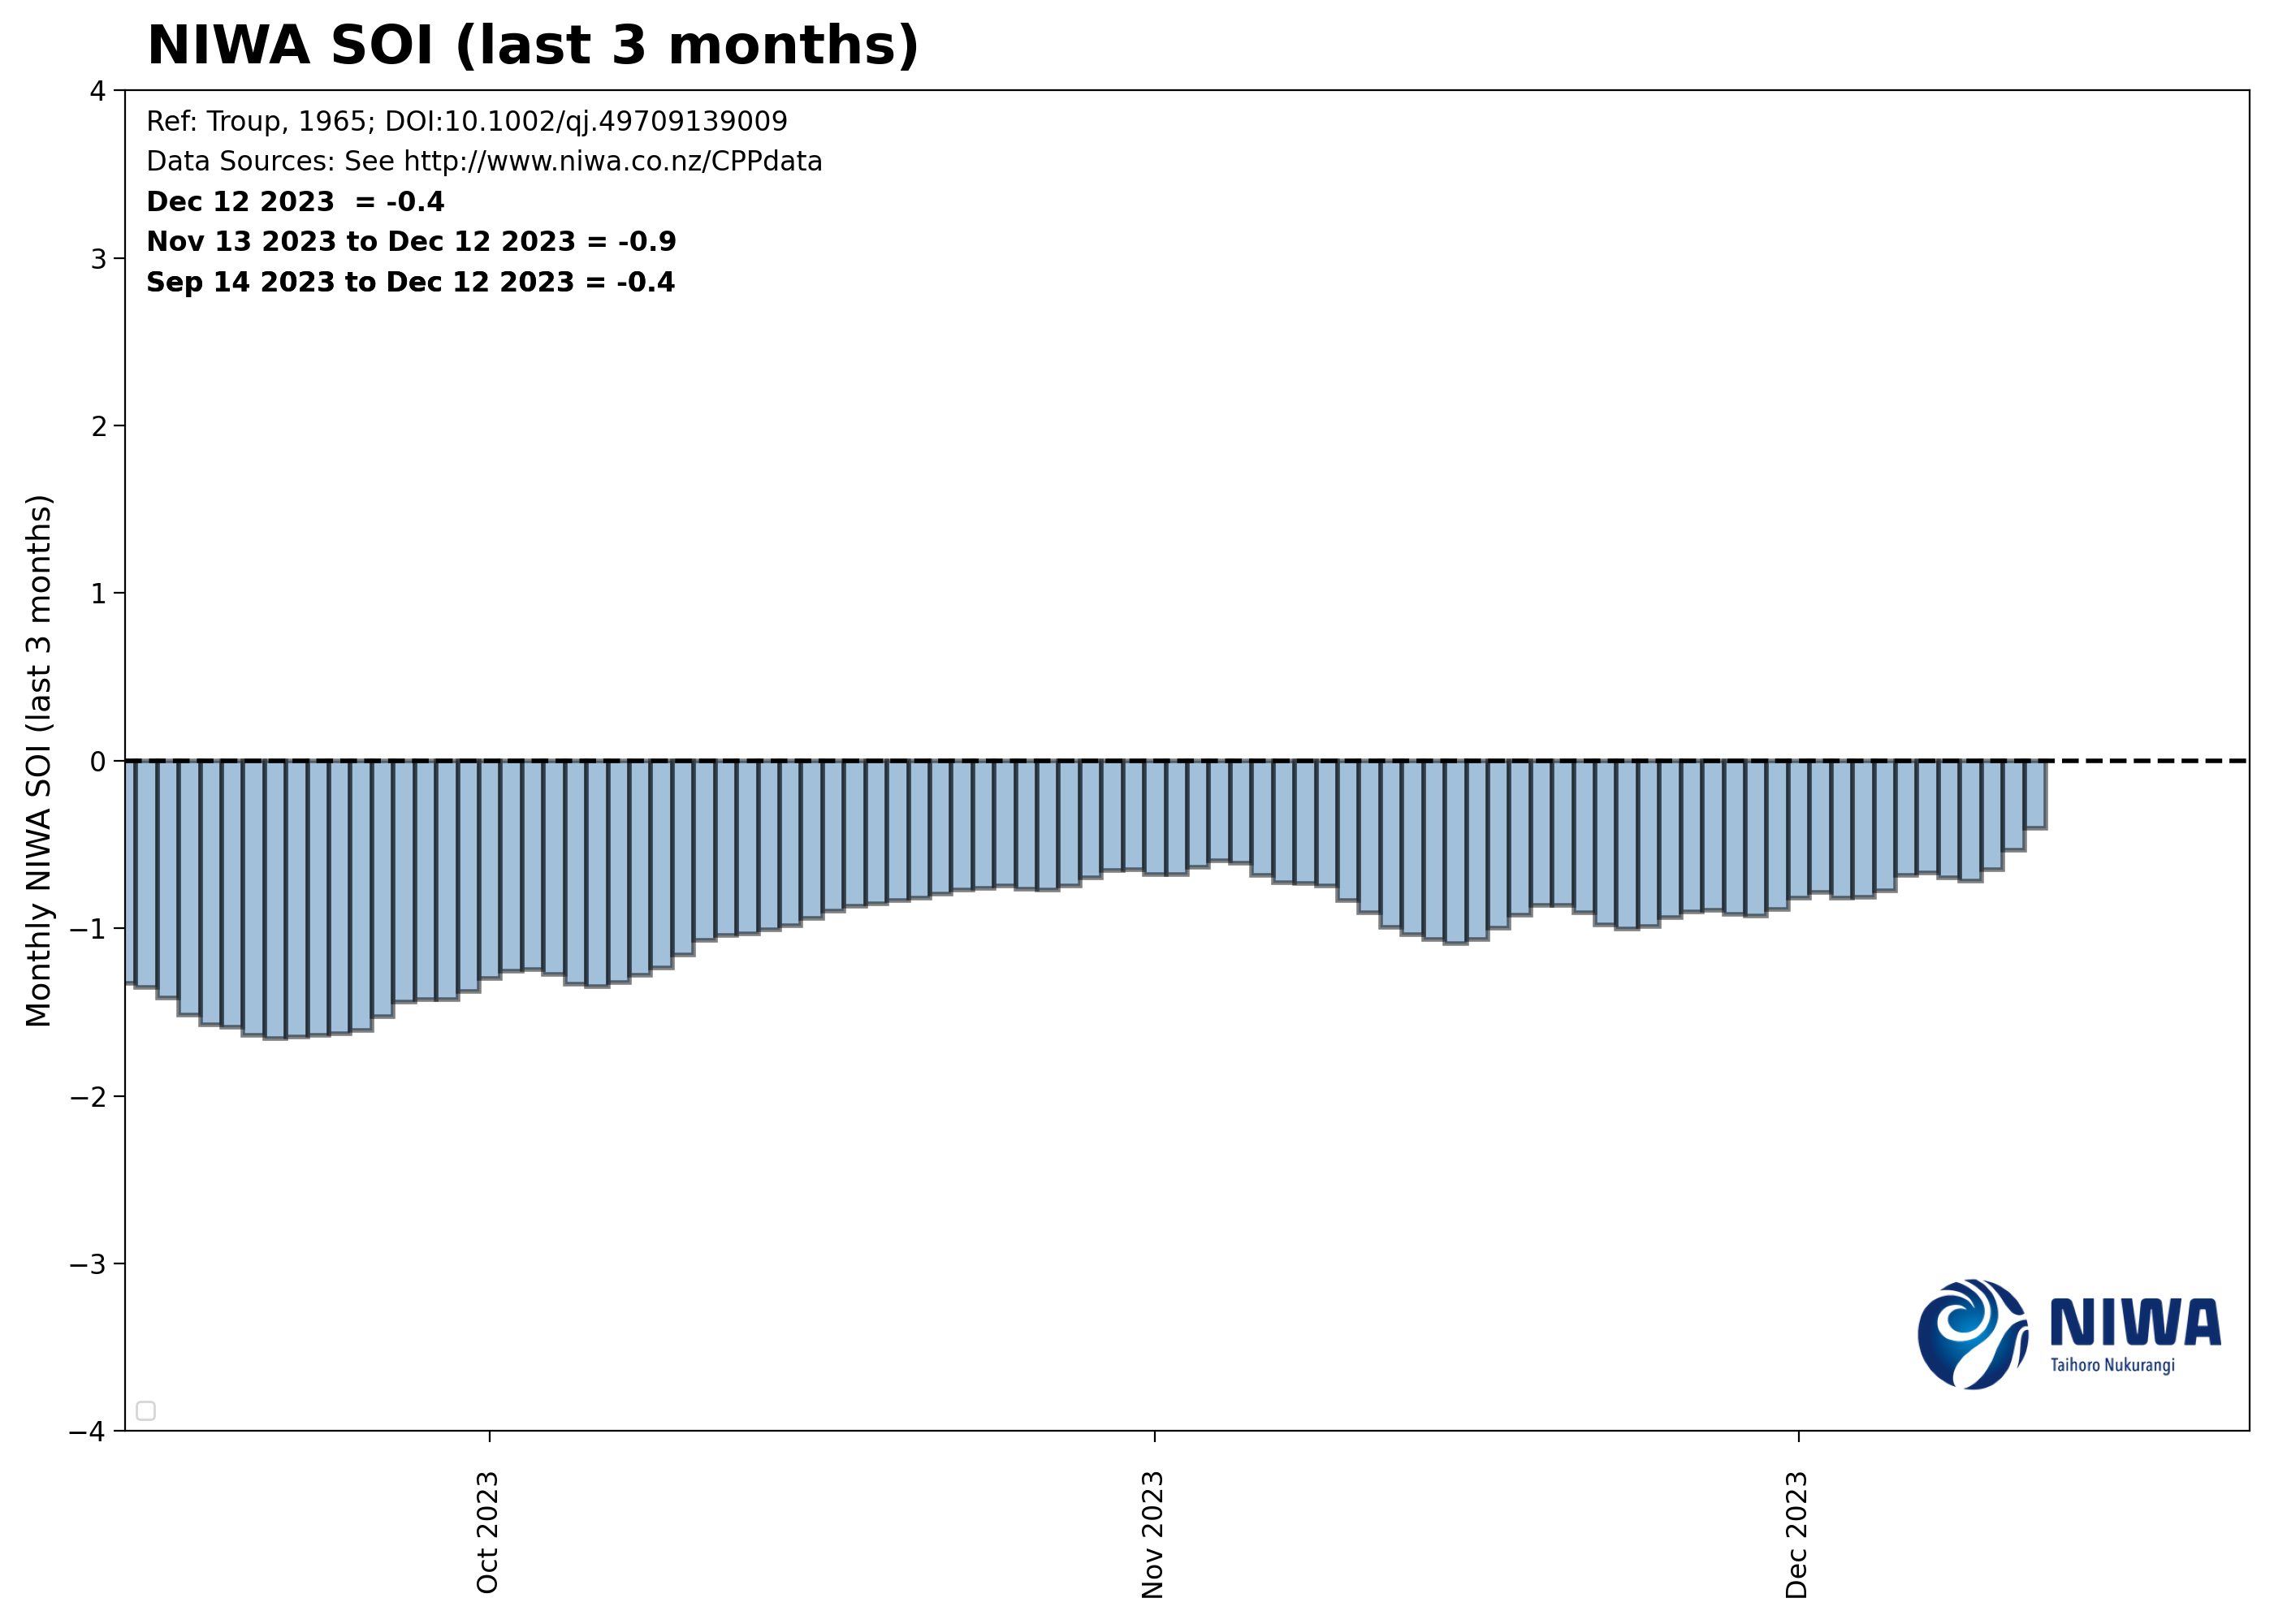 NIWA SOI (last 3 months)
Ref: Troup, 1965; DOI:10.1002/qj.49709139009
Data Sources: See http://www.niwa.co.nz/CPPdata
Dec 12 2023  = -0.4
Nov 13 2023 to Dec 12 2023 = -0.9
Sep 14 2023 to Dec 12 2023 = -0.4
Monthly NIWA SOI (last 3 months)
4
3
2
1
0
−1
−2
−3
−4
Oct 2023
Nov 2023
Dec 2023
NIWA
Taihoro Nukurangi